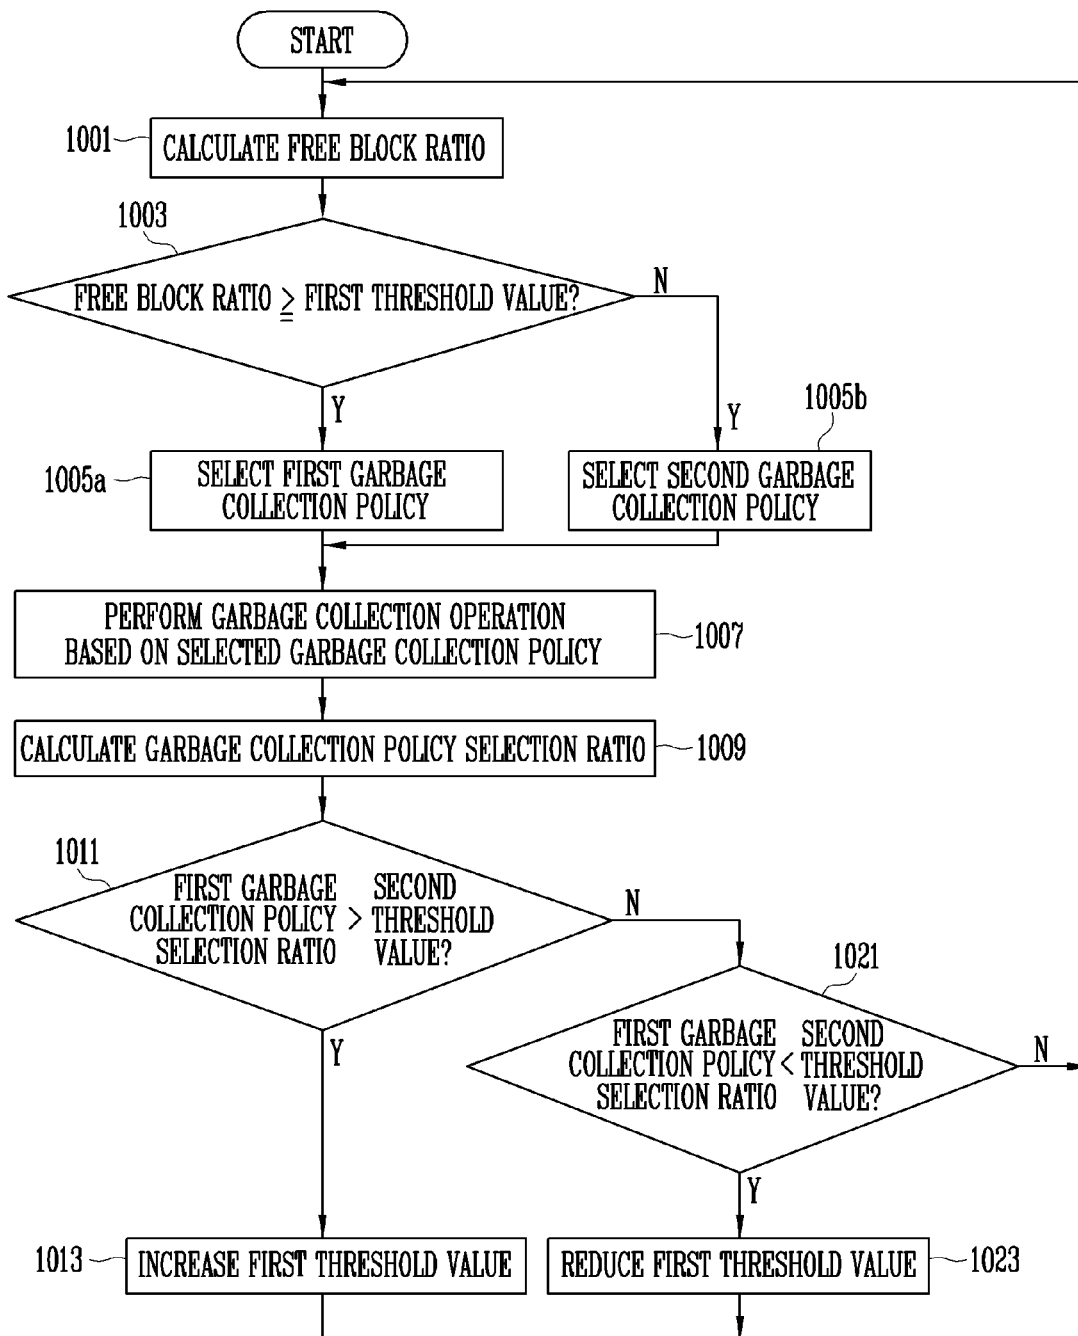 START
1001
CALCULATE FREE BLOCK RATIO
1003
FREE BLOCK RATIO ≧ FIRST THRESHOLD VALUE?
N
Y
Y
1005a
SELECT FIRST GARBAGE
COLLECTION POLICY
1005b
SELECT SECOND GARBAGE
COLLECTION POLICY
PERFORM GARBAGE COLLECTION OPERATION
BASED ON SELECTED GARBAGE COLLECTION POLICY
1007
CALCULATE GARBAGE COLLECTION POLICY SELECTION RATIO
1009
1011
FIRST GARBAGE SECOND
COLLECTION POLICY > THRESHOLD
SELECTION RATIO VALUE?
N
Y
1021
FIRST GARBAGE SECOND
COLLECTION POLICY < THRESHOLD
SELECTION RATIO VALUE?
N
Y
1013
INCREASE FIRST THRESHOLD VALUE
REDUCE FIRST THRESHOLD VALUE
1023